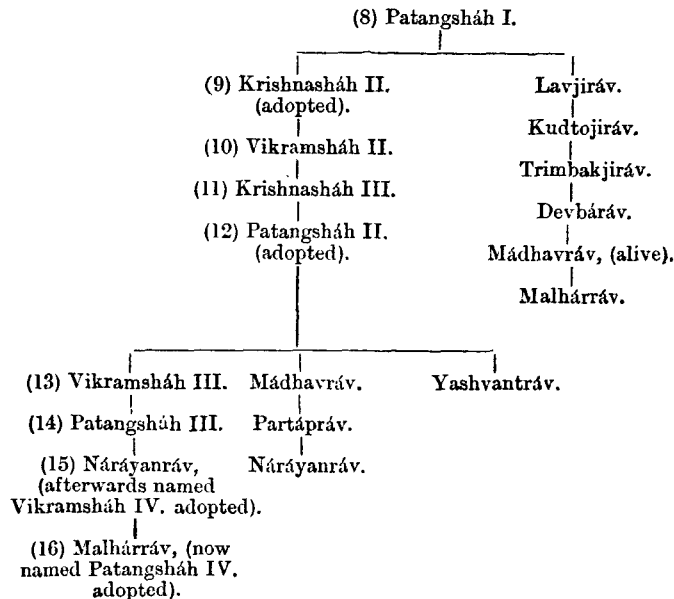 (8) Patangsháh I.
(9) Krishnasháh II.
(adopted).
Lavjiráv.
Kudtojiráv.
(10) Vikramsháh II.
Trimbakjiráv.
(11) Krishnasháh III.
Devbáráv.
(12) Patangsháh II.
(adopted).
Mádhavráv, (alive).
Malhárráv.
(13) Vikramsháh III.
Mádhavráv.
Yashvantráv.
(14) Patangsháh III.
Partápráv.
(15) Náráyanráv,
(afterwards named
Vikramsháh IV. adopted).
Náráyanráv.
(16) Malhárráv, (now
named Patangsháh IV.
adopted).